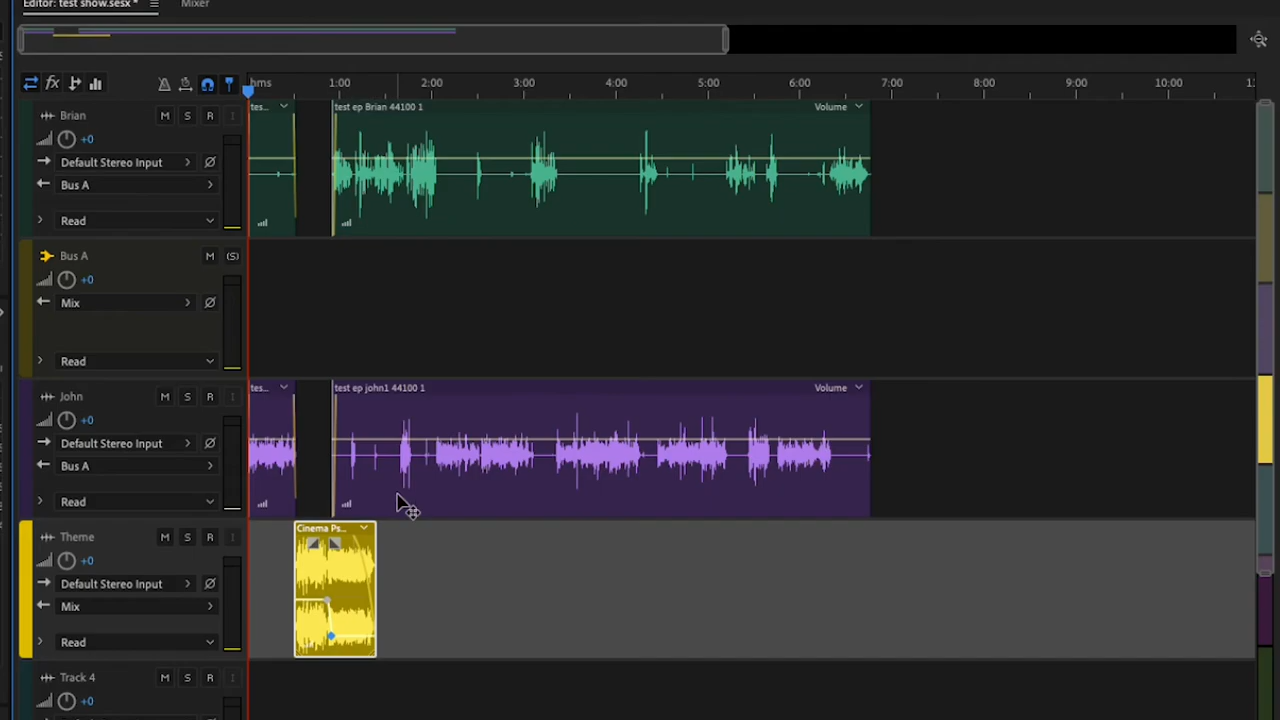 Editor: test show.sesx *
Mixer
fx
hms 1:00 2:00 3:00 4:00 5:00 6:00 7:00 8:00 9:00 10:00
Brian M S R I
tes...
test ep Brian 44100 1
Volume
+0
Default Stereo Input
Bus A
Read
Bus A M (S)
+0
Mix
Read
John M S R I
tes...
test ep john1 44100 1
Volume
+0
Default Stereo Input
Bus A
Read
Theme M S R I
Cinema Ps...
+0
Default Stereo Input
Mix
Read
Track 4 M S R I
+0